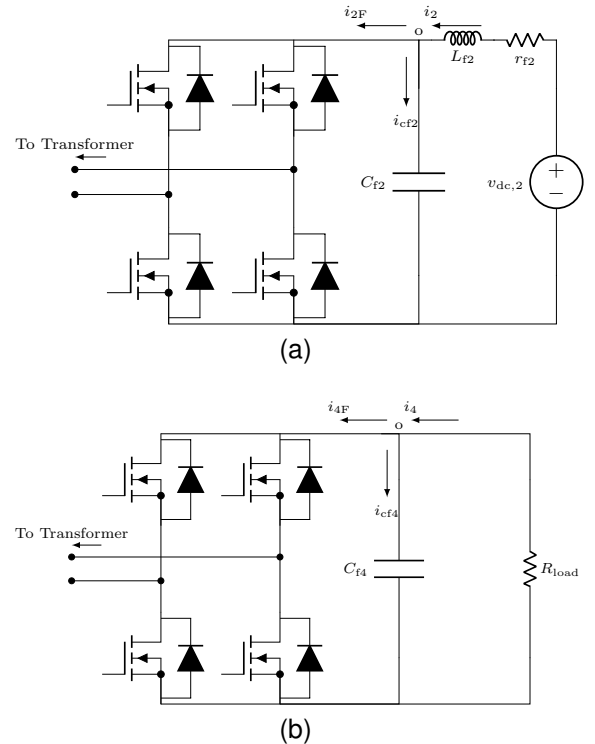 i2F
i2
o
Lf2
rf2
icf2
To Transformer
Cf2
vdc,2
+
−
(a)
i4F
i4
o
icf4
To Transformer
Cf4
Rload
(b)